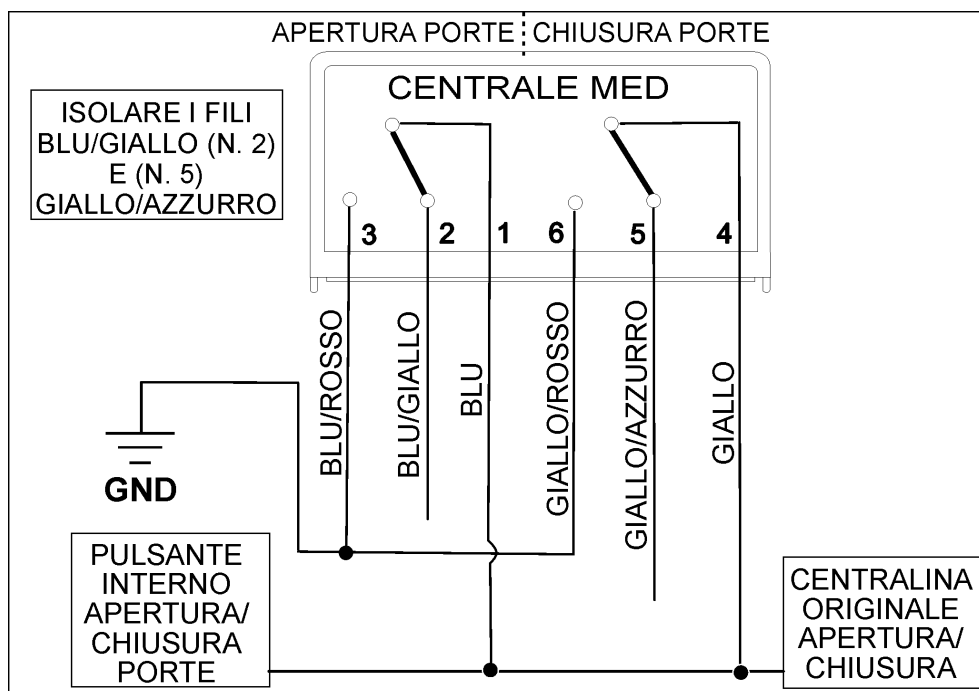 APERTURA PORTE
CHIUSURA PORTE
CENTRALE MED
ISOLARE I FILI
BLU/GIALLO (N. 2)
E (N. 5)
GIALLO/AZZURRO
3
2
1
6
5
4
BLU/ROSSO
BLU/GIALLO
BLU
GIALLO/ROSSO
GIALLO/AZZURRO
GIALLO
GND
PULSANTE
INTERNO
APERTURA/
CHIUSURA
PORTE
CENTRALINA
ORIGINALE
APERTURA/
CHIUSURA